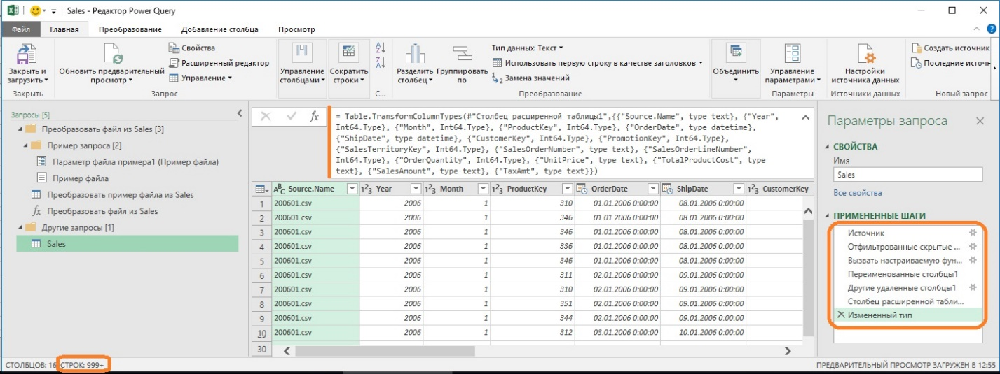 Sales - Редактор Power Query
Файл Главная Преобразование Добавление столбца Просмотр
Закрыть и загрузить
Закрыть
Обновить предварительный просмотр
Свойства
Расширенный редактор
Управление
Запрос
Управление столбцами
Сократить строки
С...
Разделить столбец
Группировать по
Тип данных: Текст
Использовать первую строку в качестве заголовков
Замена значений
Преобразование
Объединить
Управление параметрами
Параметры
Настройки источника данных
Источники данных
Создать источник
Последние источн
Новый запрос
Запросы [5]
Преобразовать файл из Sales [3]
Пример запроса [2]
Параметр файла примера1 (Пример файла)
Пример файла
Преобразовать пример файла из Sales
fx Преобразовать файл из Sales
Другие запросы [1]
Sales
fx
= Table.TransformColumnTypes(#"Столбец расширенной таблицы1",{{"Source.Name", type text}, {"Year",
Int64.Type}, {"Month", Int64.Type}, {"ProductKey", Int64.Type}, {"OrderDate", type datetime},
{"ShipDate", type datetime}, {"CustomerKey", Int64.Type}, {"PromotionKey", Int64.Type},
{"SalesTerritoryKey", Int64.Type}, {"SalesOrderNumber", type text}, {"SalesOrderLineNumber",
Int64.Type}, {"OrderQuantity", Int64.Type}, {"UnitPrice", type text}, {"TotalProductCost", type
text}, {"SalesAmount", type text}, {"TaxAmt", type text}})
ABC Source.Name 123 Year 123 Month 123 ProductKey OrderDate ShipDate 123 CustomerKey
1 200601.csv 2006 1 310 01.01.2006 0:00:00 08.01.2006 0:00:00
2 200601.csv 2006 1 346 01.01.2006 0:00:00 08.01.2006 0:00:00
3 200601.csv 2006 1 346 01.01.2006 0:00:00 08.01.2006 0:00:00
4 200601.csv 2006 1 336 01.01.2006 0:00:00 08.01.2006 0:00:00
5 200601.csv 2006 1 346 01.01.2006 0:00:00 08.01.2006 0:00:00
6 200601.csv 2006 1 311 02.01.2006 0:00:00 09.01.2006 0:00:00
7 200601.csv 2006 1 310 02.01.2006 0:00:00 09.01.2006 0:00:00
8 200601.csv 2006 1 351 02.01.2006 0:00:00 09.01.2006 0:00:00
9 200601.csv 2006 1 344 02.01.2006 0:00:00 09.01.2006 0:00:00
10 200601.csv 2006 1 312 03.01.2006 0:00:00 10.01.2006 0:00:00
30
Параметры запроса
СВОЙСТВА
Имя
Sales
Все свойства
ПРИМЕНЕННЫЕ ШАГИ
Источник
Отфильтрованные скрытые ...
Вызвать настраиваемую фун...
Переименованные столбцы1
Другие удаленные столбцы1
Столбец расширенной табли...
Измененный тип
СТОЛБЦОВ: 16 СТРОК: 999+
ПРЕДВАРИТЕЛЬНЫЙ ПРОСМОТР ЗАГРУЖЕН В 12:55